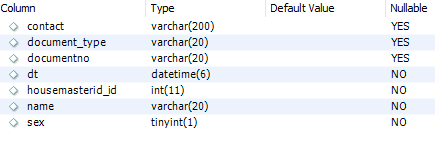 Column Type Default Value Nullable
contact varchar(200) YES
document_type varchar(20) YES
documentno varchar(20) YES
dt datetime(6) NO
housemasterid_id int(11) NO
name varchar(20) NO
sex tinyint(1) NO